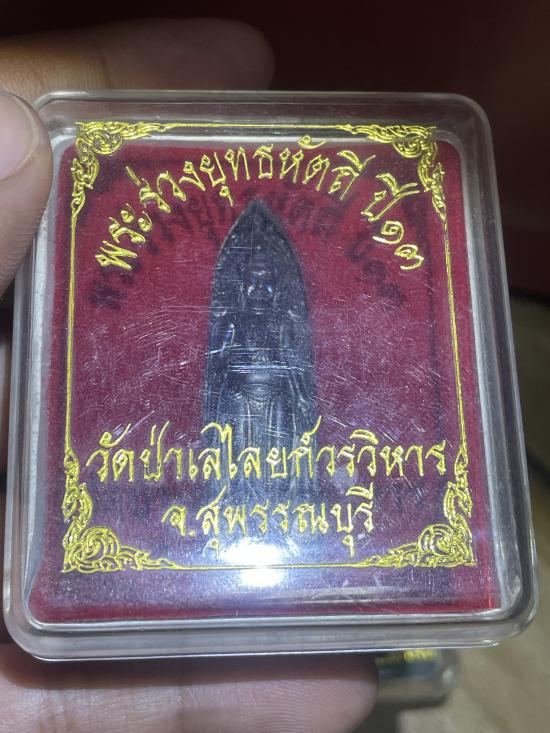 พระร่วงยุทธหัตถี ปี๑๓
วัดป่าเลไลยก์วรวิหาร
จ.สุพรรณบุรี